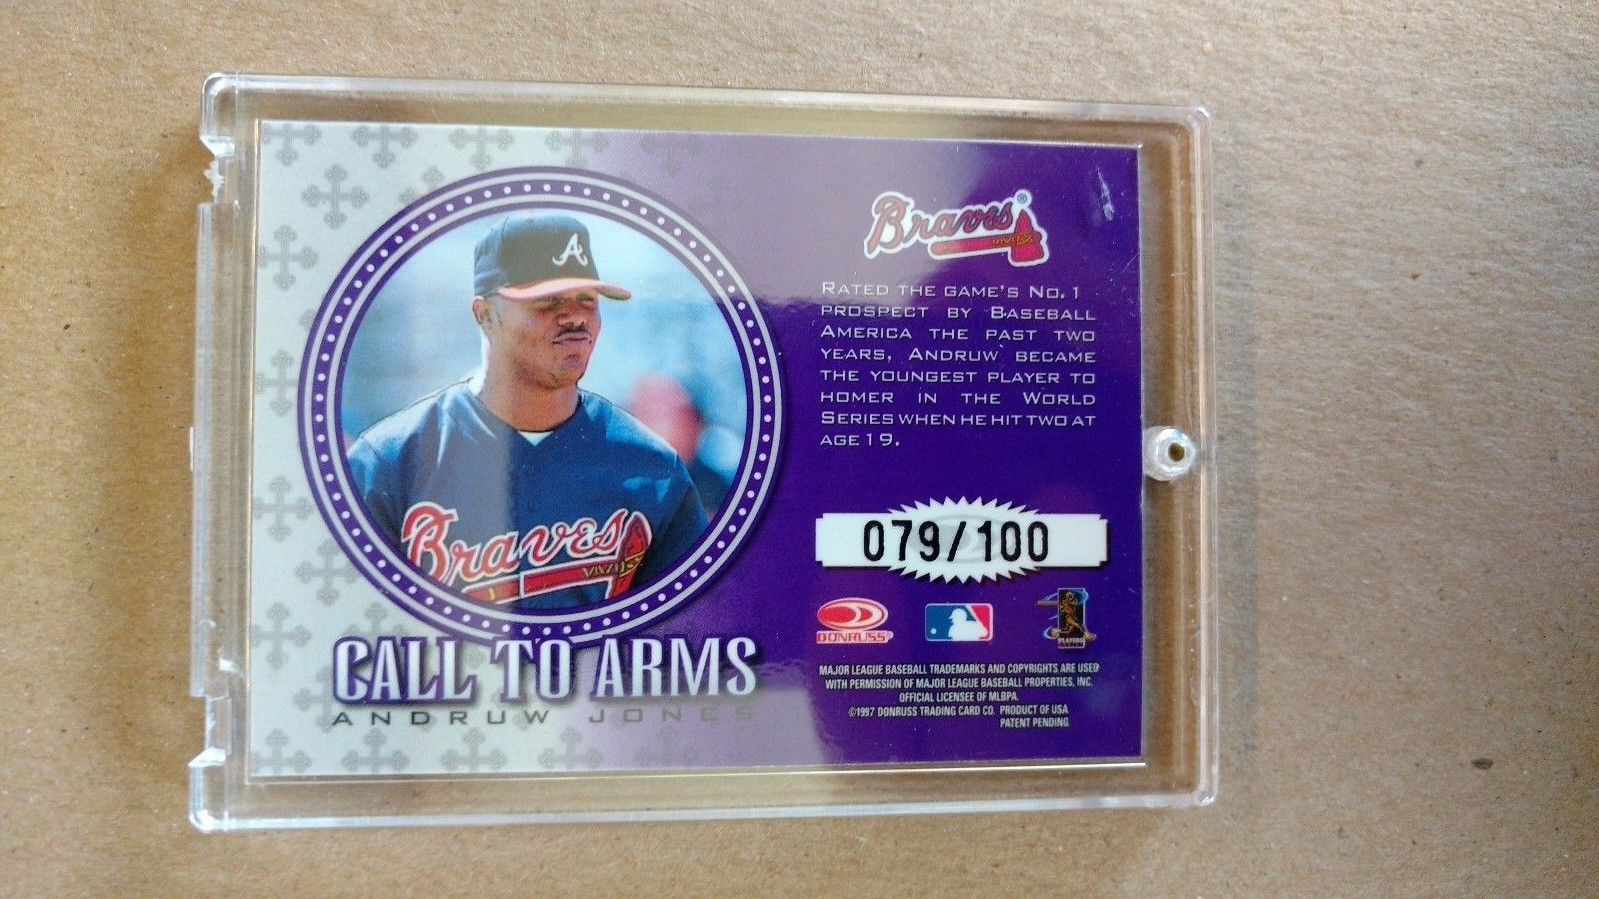 A
Braves
CALL TO ARMS
ANDRUW JONES
Braves®
RATED THE GAME'S NO. 1
PROSPECT BY BASEBALL
AMERICA THE PAST TWO
YEARS, ANDRUW BECAME
THE YOUNGEST PLAYER TO
HOMER IN THE WORLD
SERIES WHEN HE HIT TWO AT
AGE 19.
079/100
DONRUSS
PLAYERS
MAJOR LEAGUE BASEBALL TRADEMARKS AND COPYRIGHTS ARE USED
WITH PERMISSION OF MAJOR LEAGUE BASEBALL PROPERTIES, INC.
OFFICIAL LICENSEE OF MLBPA.
©1997 DONRUSS TRADING CARD CO. PRODUCT OF USA
PATENT PENDING